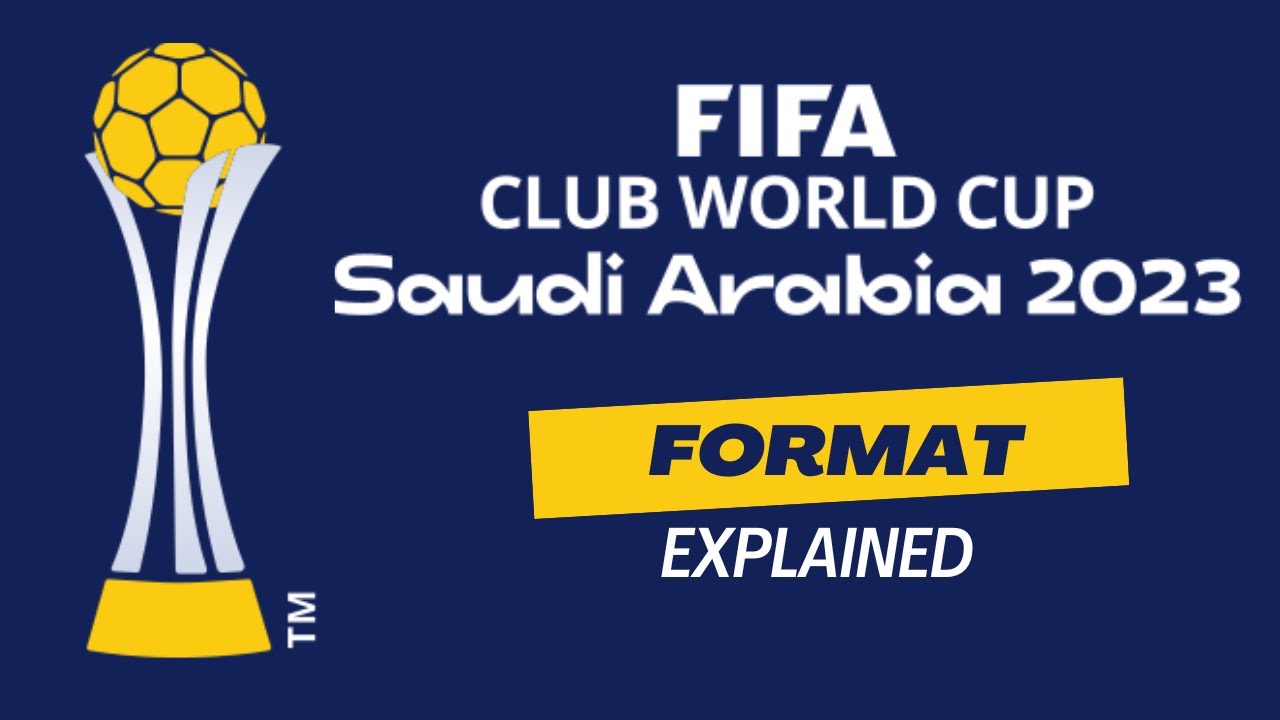 FIFA
CLUB WORLD CUP
Saudi Arabia 2023
FORMAT
EXPLAINED
TM